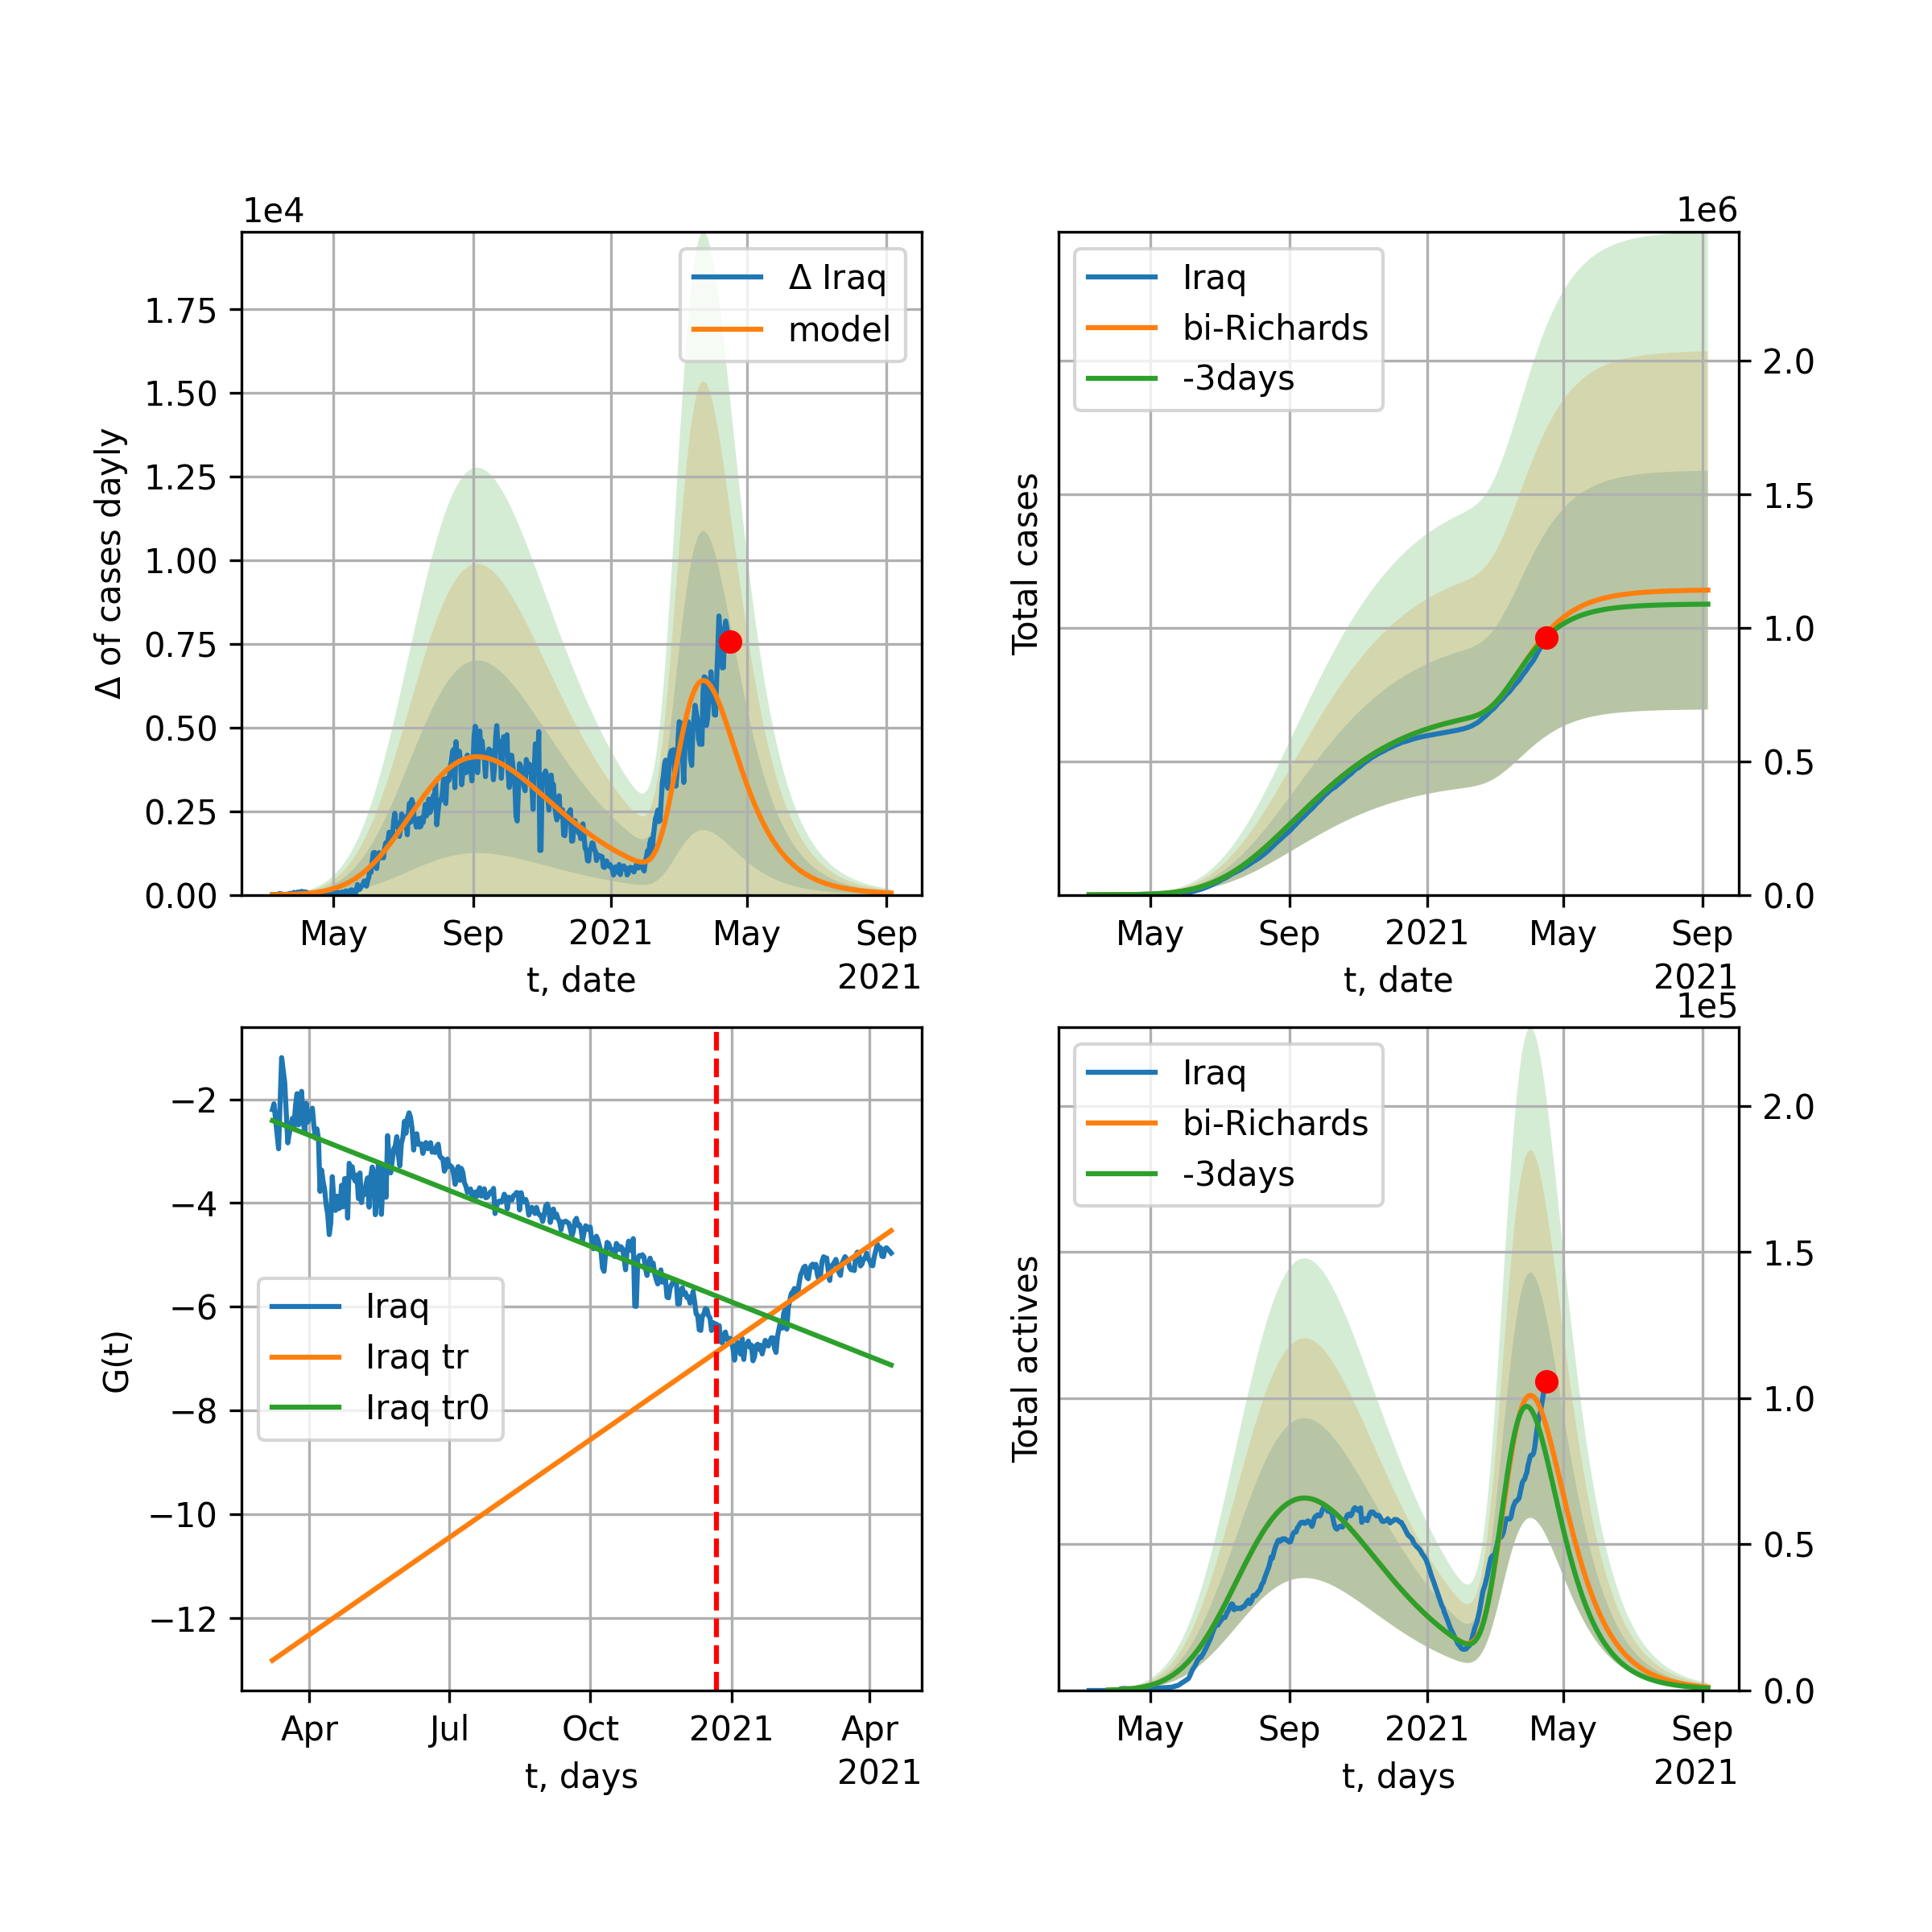 1e4
Δ of cases dayly
1.75
1.50
1.25
1.00
0.75
0.50
0.25
0.00
Δ Iraq
model
May Sep 2021 May Sep
2021
t, date
1e6
Total cases
Iraq
bi-Richards
-3days
2.0
1.5
1.0
0.5
0.0
May Sep 2021 May Sep
2021
t, date
G(t)
−2
−4
−6
−8
−10
−12
Iraq
Iraq tr
Iraq tr0
Apr Jul Oct 2021 Apr
2021
t, days
1e5
Total actives
Iraq
bi-Richards
-3days
2.0
1.5
1.0
0.5
0.0
May Sep 2021 May Sep
2021
t, days